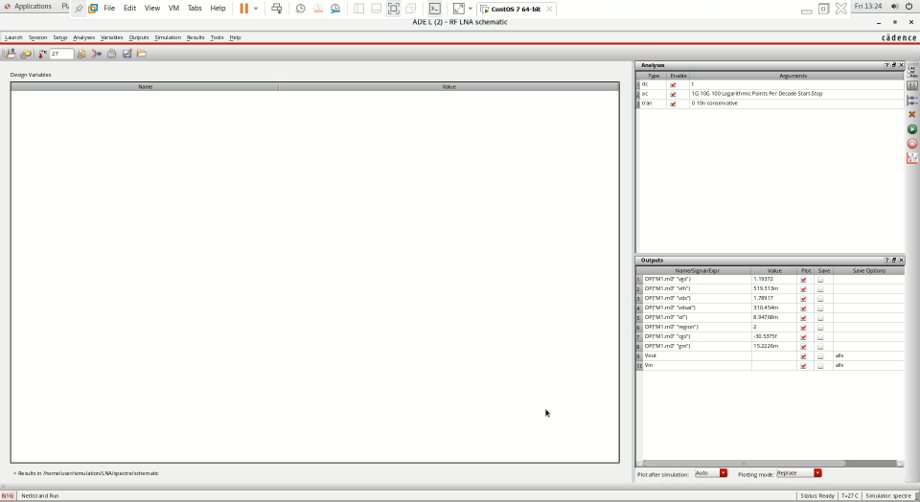 Applications Pl File Edit View VM Tabs Help CentOS 7 64-bit Fri 13:24
ADE L (2) - RF LNA schematic
Launch Session Setup Analyses Variables Outputs Simulation Results Tools Help cādence
27
Design Variables
Name Value
Analyses
Type Enable Arguments
1 dc t
2 ac 1G 10G 100 Logarithmic Points Per Decade Start-Stop
3 tran 0 10n conservative
Outputs
Name/Signal/Expr Value Plot Save Save Options
1 OP("M1.m0" "vgs") 1.19372
2 OP("M1.m0" "vth") 519.313m
3 OP("M1.m0" "vds") 1.78917
4 OP("M1.m0" "vdsat") 310.454m
5 OP("M1.m0" "id") 8.94768m
6 OP("M1.m0" "region") 2
7 OP("M1.m0" "cgs") -30.5375f
8 OP("M1.m0" "gm") 15.2226m
9 Vout allv
10 Vin allv
Plot after simulation: Auto Plotting mode: Replace
> Results in /home/user/simulation/LNA/spectre/schematic
8(16) Netlist and Run Status: Ready T=27 C Simulator: spectre